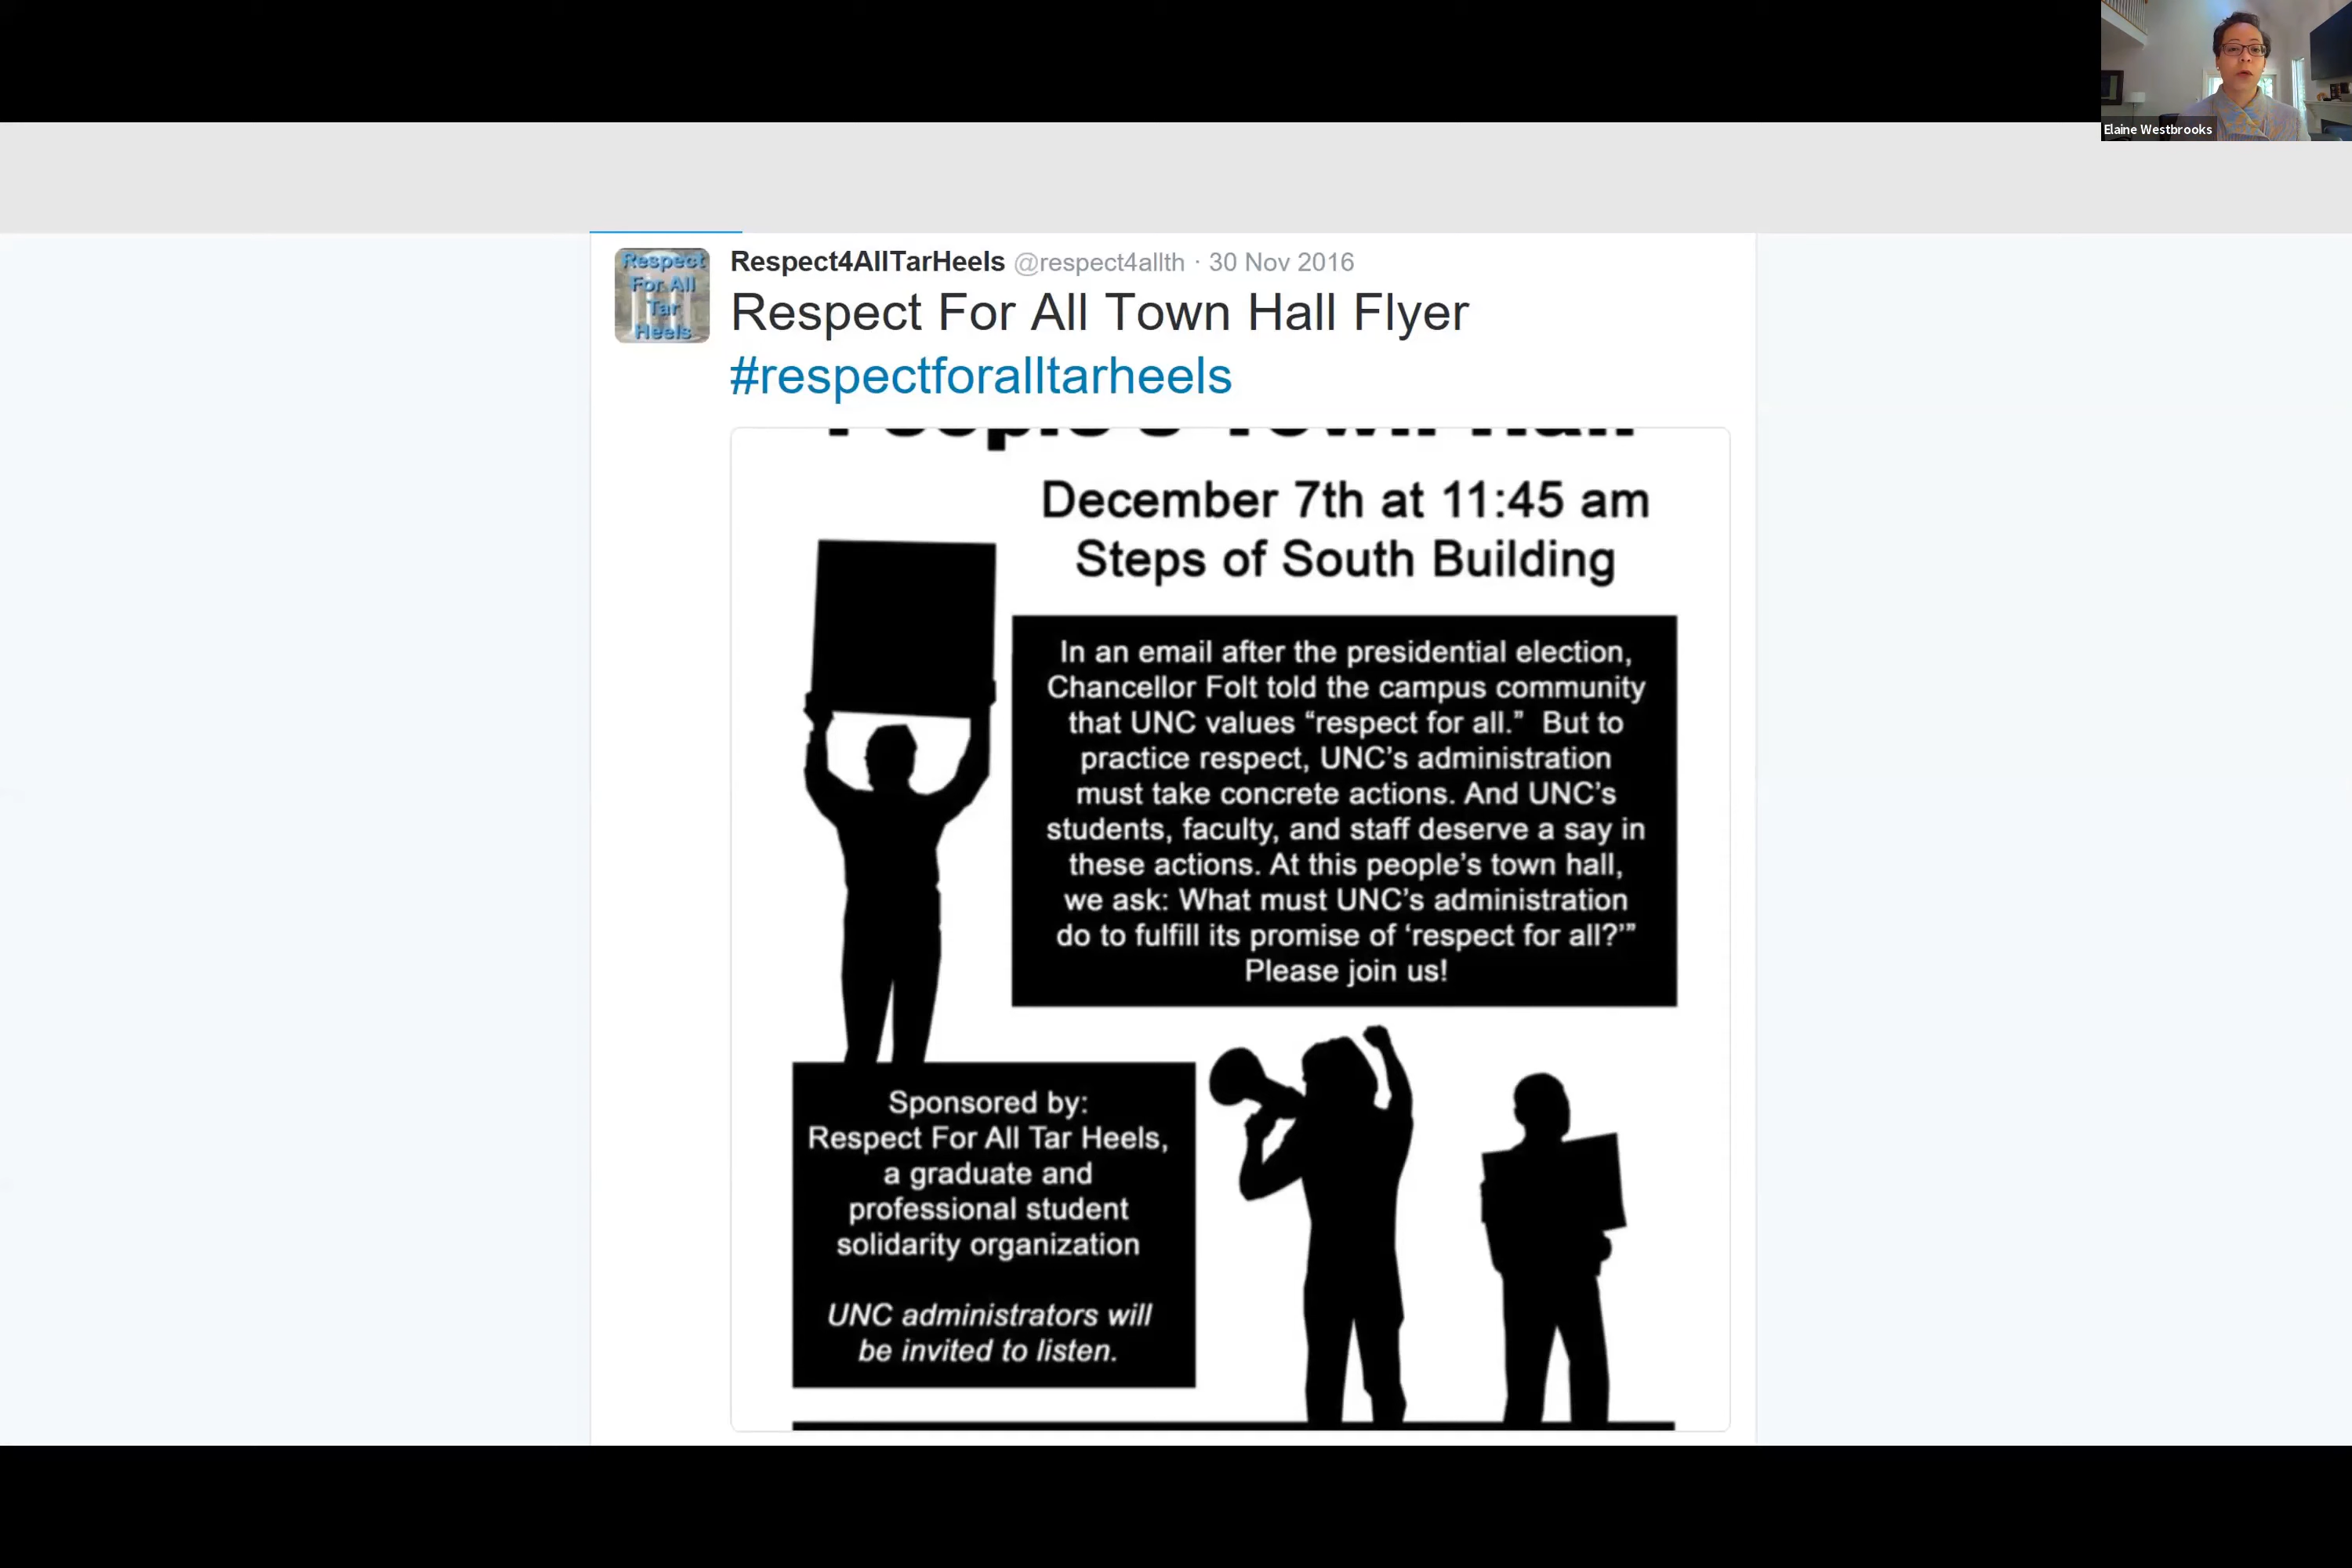 Elaine Westbrooks
Respect
For All
Tar
Heels
Respect4AllTarHeels @respect4allth · 30 Nov 2016
Respect For All Town Hall Flyer
#respectforalltarheels
People's Town Hall
December 7th at 11:45 am
Steps of South Building
In an email after the presidential election,
Chancellor Folt told the campus community
that UNC values “respect for all.” But to
practice respect, UNC’s administration
must take concrete actions. And UNC’s
students, faculty, and staff deserve a say in
these actions. At this people’s town hall,
we ask: What must UNC’s administration
do to fulfill its promise of ‘respect for all?’”
Please join us!
Sponsored by:
Respect For All Tar Heels,
a graduate and
professional student
solidarity organization
UNC administrators will
be invited to listen.